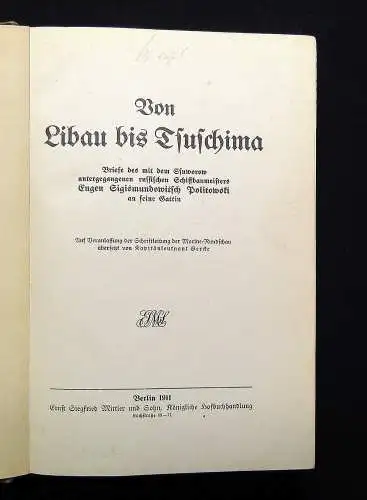 Von
Libau bis Tsuschima
Briefe des mit dem Ssuworow
untergegangenen russischen Schiffbaumeisters
Eugen Sigismundowitsch Politowski
an seine Gattin
Auf Veranlassung der Schriftleitung der Marine-Rundschau
übersetzt von Kapitänleutnant Gercke
Berlin 1911
Ernst Siegfried Mittler und Sohn, Königliche Hofbuchhandlung
Kochstraße 68–71